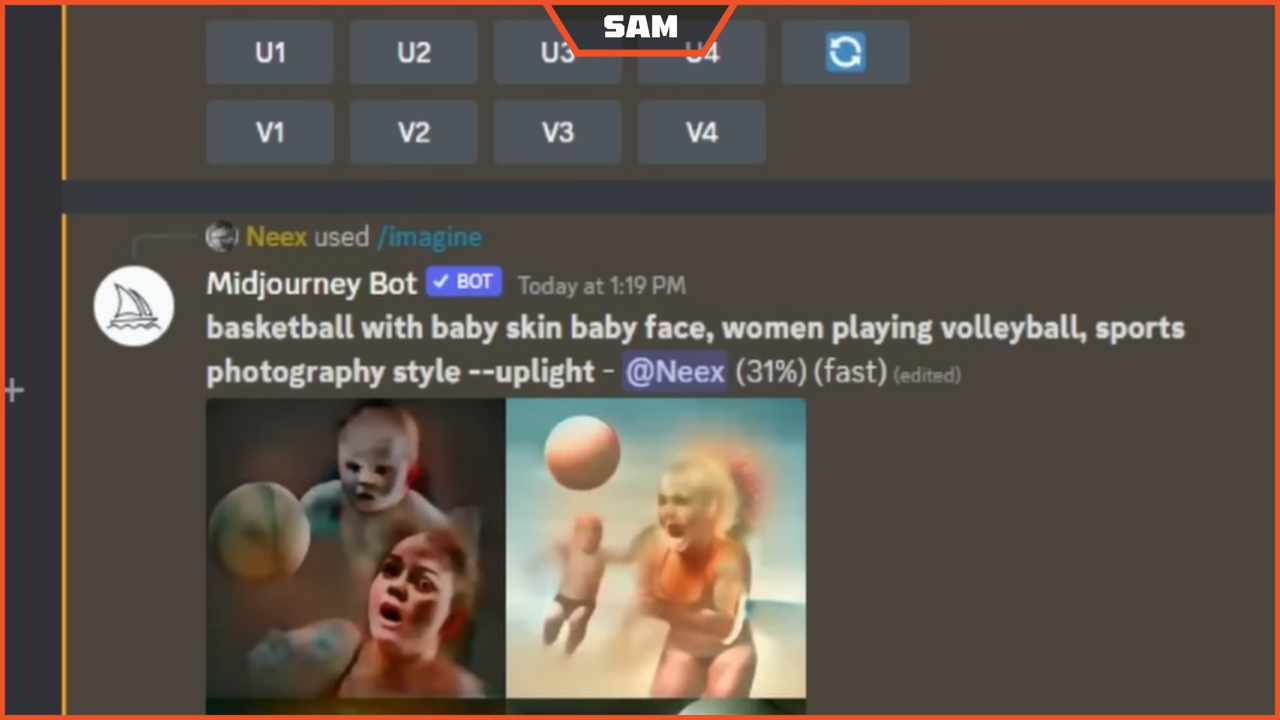 SAM
U1 U2 U3 U4
V1 V2 V3 V4
Neex used /imagine
Midjourney Bot ✓ BOT Today at 1:19 PM
basketball with baby skin baby face, women playing volleyball, sports
photography style --uplight - @Neex (31%) (fast) (edited)